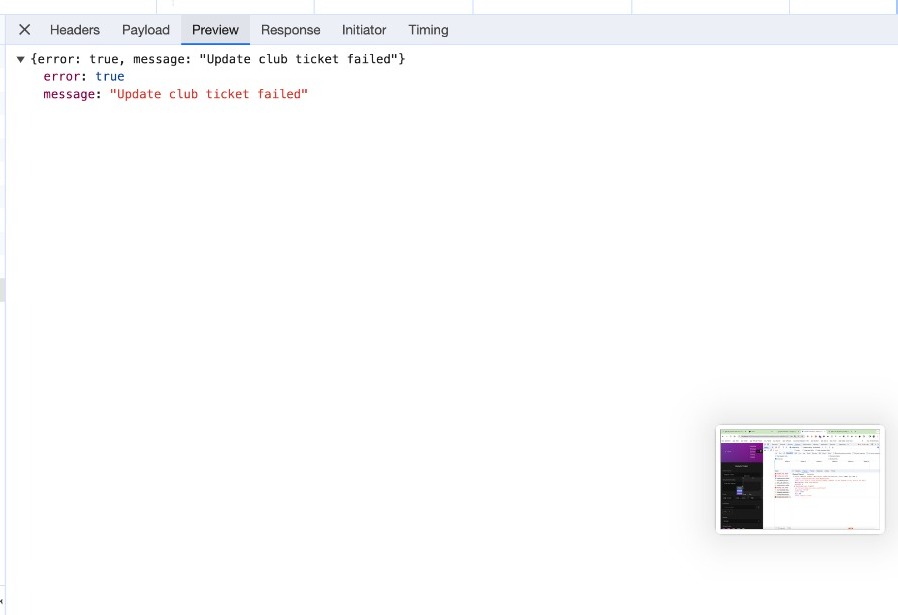 Headers Payload Preview Response Initiator Timing
{error: true, message: "Update club ticket failed"}
error: true
message: "Update club ticket failed"